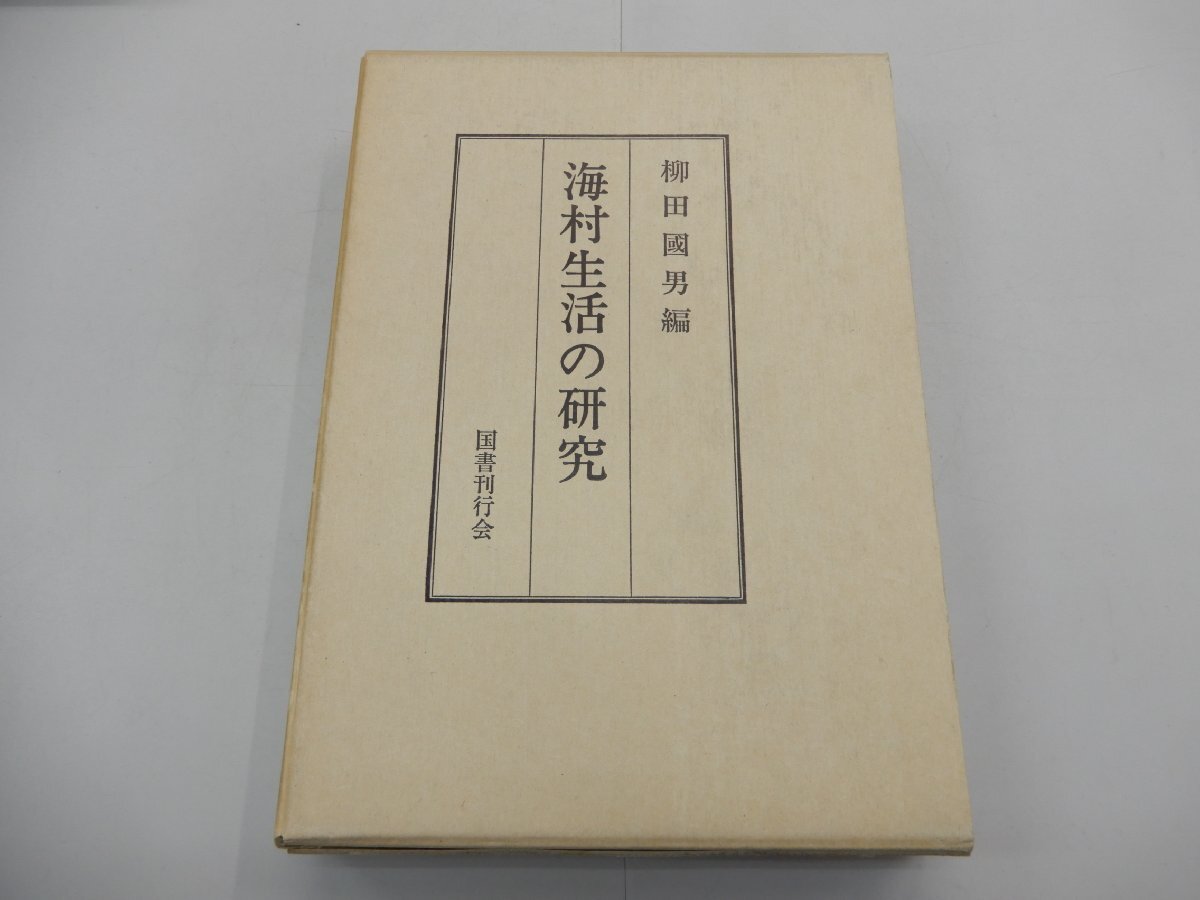 柳田國男編
海村生活の研究
国書刊行会